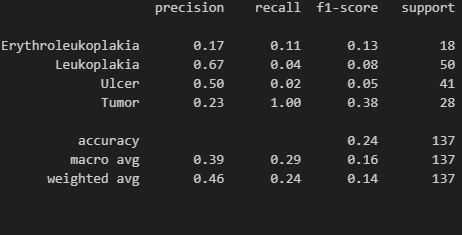 precision recall f1-score support
Erythroleukoplakia 0.17 0.11 0.13 18
Leukoplakia 0.67 0.04 0.08 50
Ulcer 0.50 0.02 0.05 41
Tumor 0.23 1.00 0.38 28
accuracy 0.24 137
macro avg 0.39 0.29 0.16 137
weighted avg 0.46 0.24 0.14 137